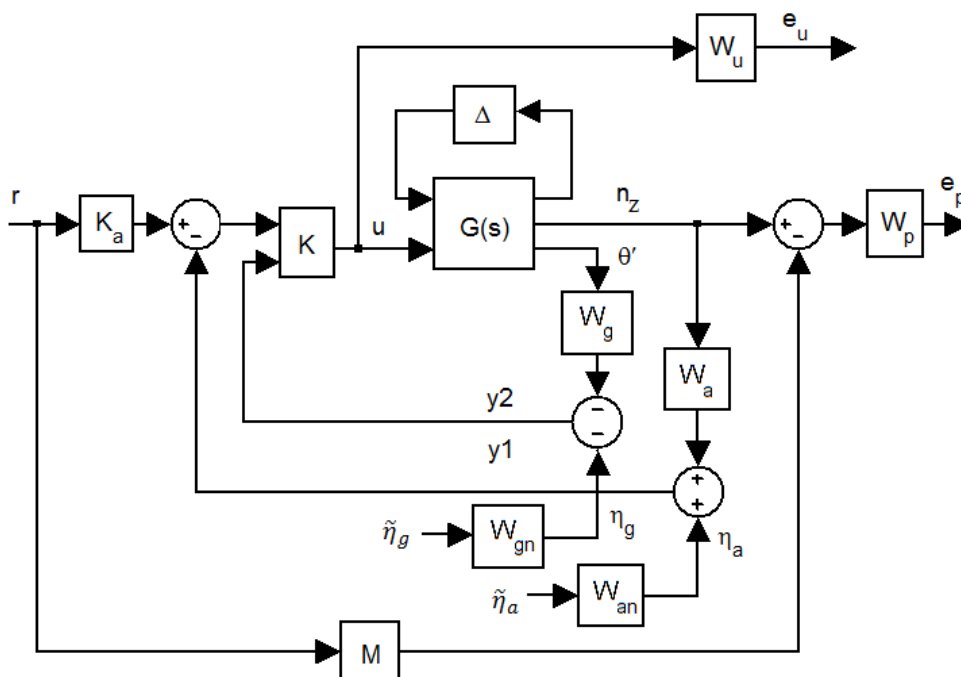 e_u
W_u
Δ
r
n_z
e_p
K_a
+
-
K
u
G(s)
+
-
W_p
θ′
W_g
W_a
y2
-
-
y1
+
+
η̃_g
W_gn
η_g
η_a
η̃_a
W_an
M